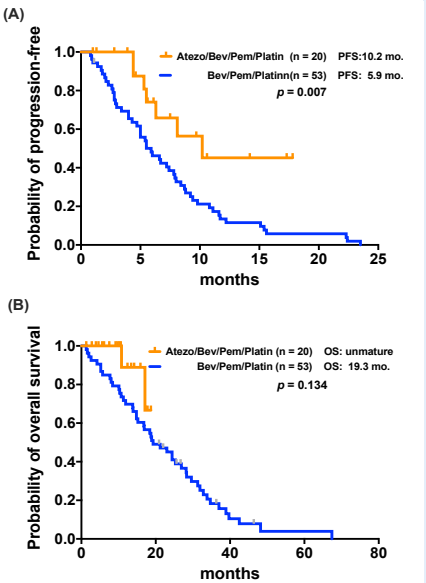 (A)
Probability of progression-free
1.0
0.8
0.6
0.4
0.2
0.0
Atezo/Bev/Pem/Platin (n = 20) PFS:10.2 mo.
Bev/Pem/Platinn(n = 53) PFS: 5.9 mo.
p = 0.007
0 5 10 15 20 25
months
(B)
Probability of overall survival
1.0
0.8
0.6
0.4
0.2
0.0
Atezo/Bev/Pem/Platin (n = 20) OS: unmature
Bev/Pem/Platin (n = 53) OS: 19.3 mo.
p = 0.134
0 20 40 60 80
months